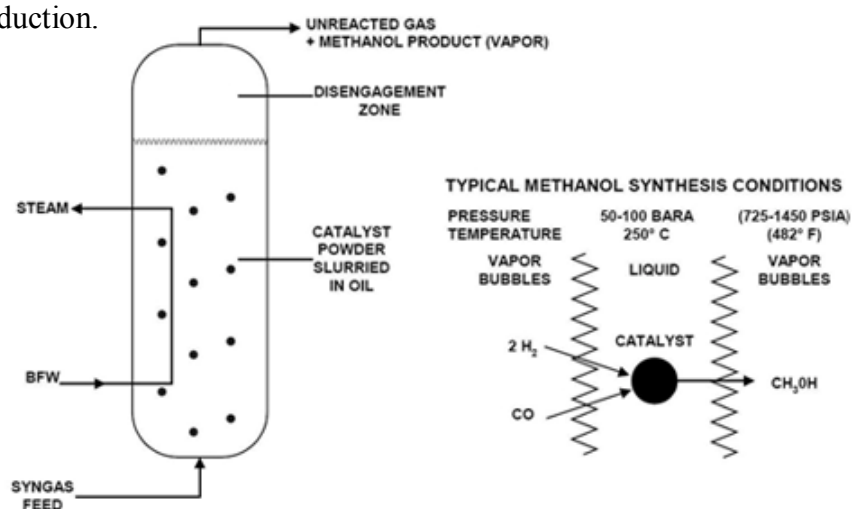 duction.
UNREACTED GAS
+ METHANOL PRODUCT (VAPOR)
DISENGAGEMENT
ZONE
STEAM
CATALYST
POWDER
SLURRIED
IN OIL
BFW
SYNGAS
FEED
TYPICAL METHANOL SYNTHESIS CONDITIONS
PRESSURE 50-100 BARA (725-1450 PSIA)
TEMPERATURE 250° C (482° F)
VAPOR
BUBBLES
LIQUID
VAPOR
BUBBLES
2 H₂
CATALYST
CO
CH₃0H